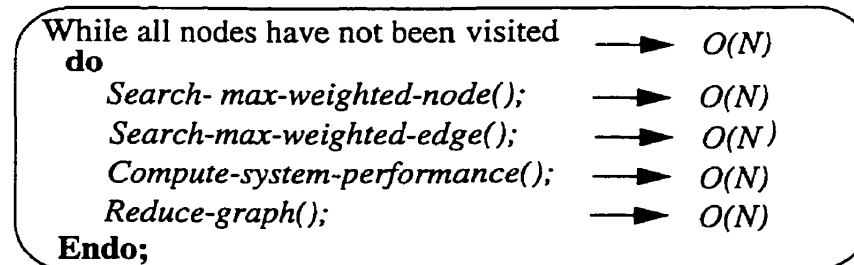 While all nodes have not been visited → O(N)
do
Search- max-weighted-node(); → O(N)
Search-max-weighted-edge(); → O(N)
Compute-system-performance(); → O(N)
Reduce-graph(); → O(N)
Endo;